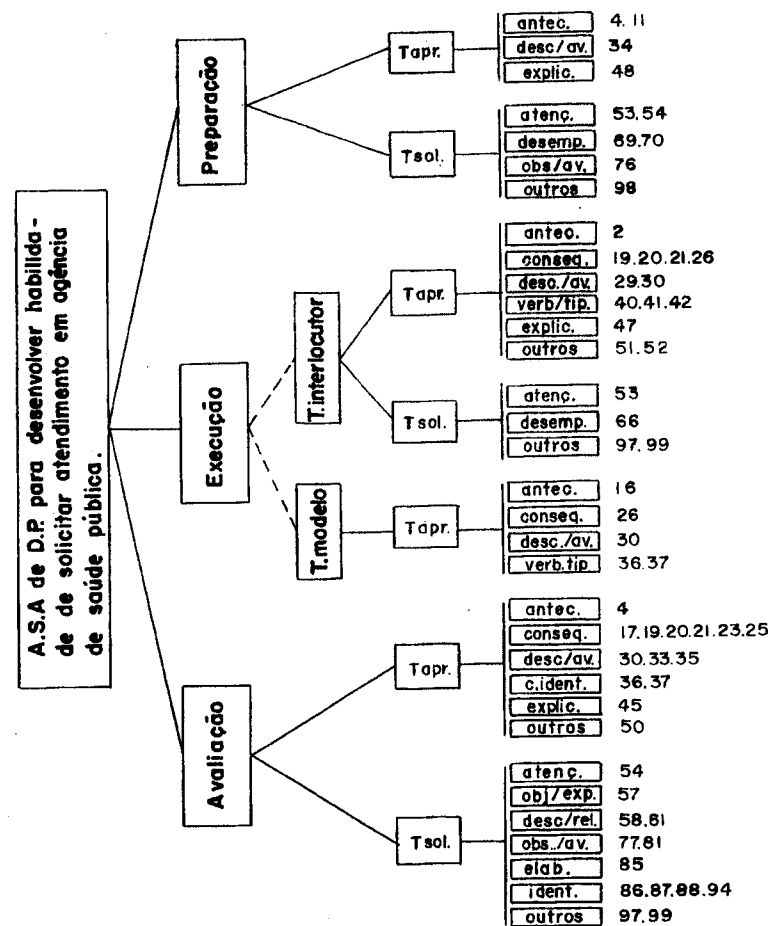 A.S.A de D.P. para desenvolver habilida-
de de solicitar atendimento em agência
de saúde pública.
Preparação
Tapr.
antec. 4.11
desc/av. 34
explic. 48
Tsol.
atenç. 53,54
desemp. 69.70
obs/av. 76
outros 98
Execução
T.interlocutor
Tapr.
antec. 2
conseq. 19.20.21.26
desc./av. 29.30
verb/tip. 40.41.42
explic. 47
outros 51.52
Tsol.
atenç. 53
desemp. 66
outros 97,99
T.modelo
Tapr.
antec. 16
conseq. 26
desc./av. 30
verb.tip 36.37
Avaliação
Tapr.
antec. 4
conseq. 17.19.20.21.23.25
desc/av. 30.33.35
c.ident. 36.37
explic. 45
outros 50
Tsol.
atenç. 54
obj/exp. 57
desc/rel. 58,61
obs../av. 77.81
elab. 85
ident. 86.87.88.94
outros 97,99